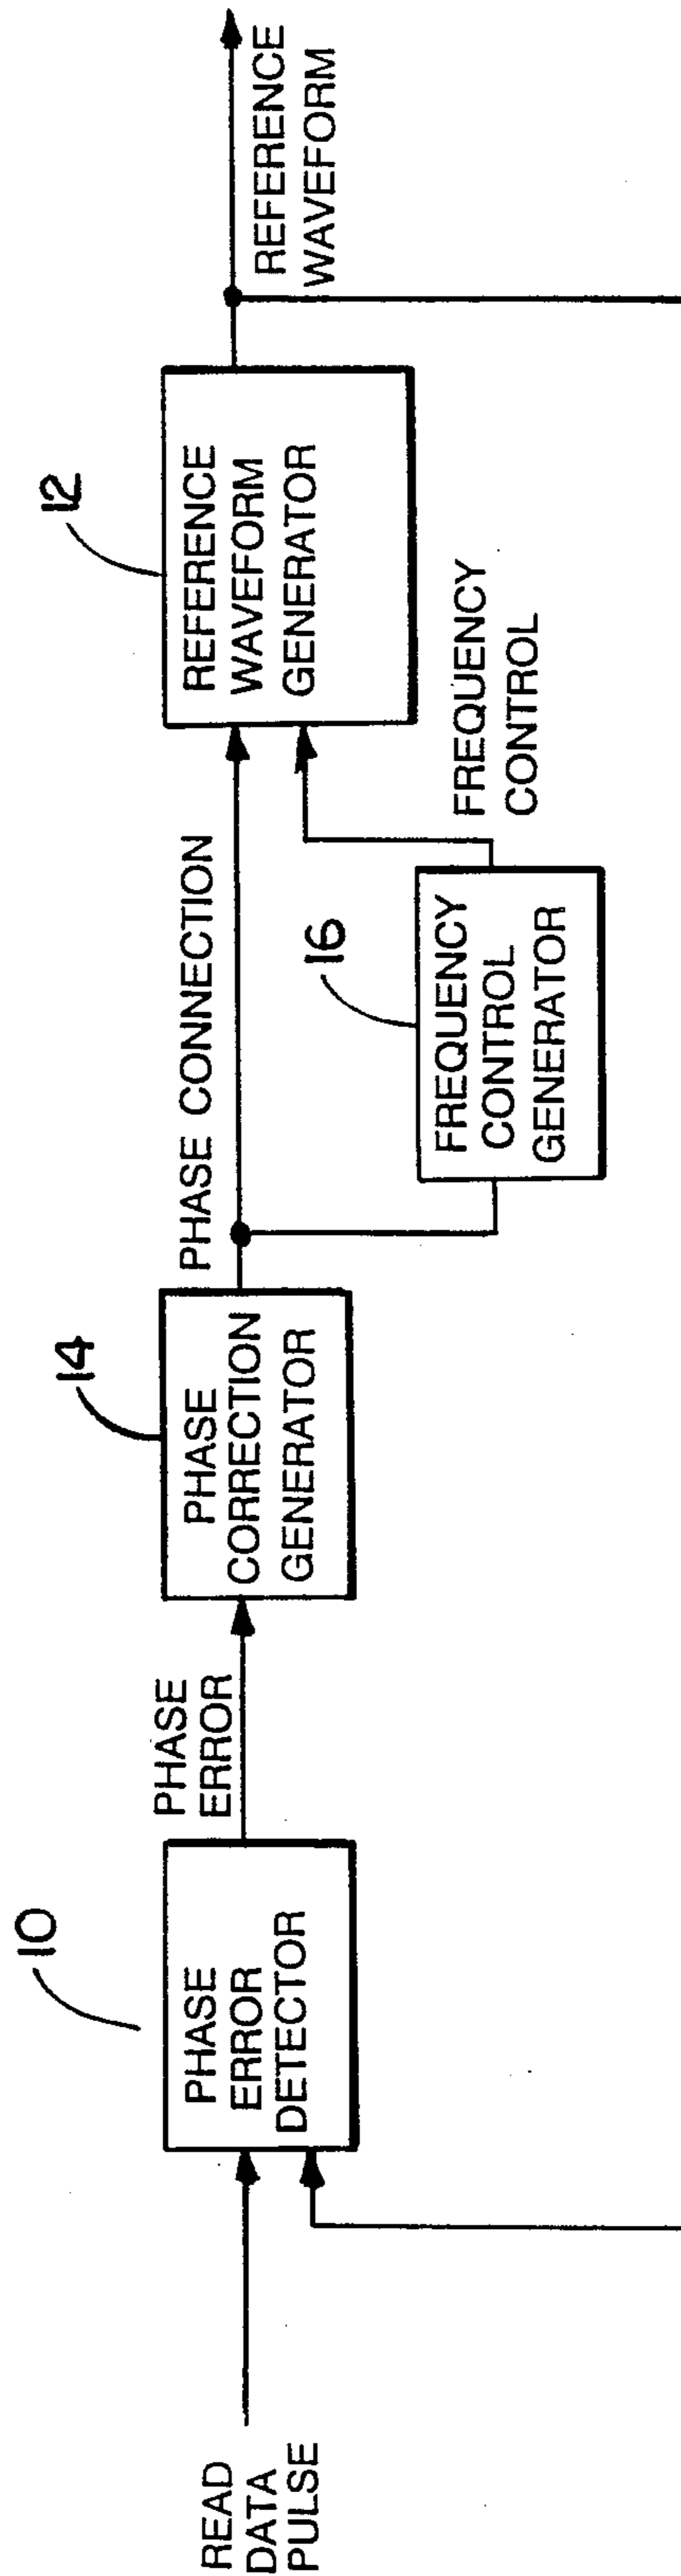 READ
DATA
PULSE
10
PHASE
ERROR
DETECTOR
PHASE
ERROR
14
PHASE
CORRECTION
GENERATOR
PHASE CONNECTION
16
FREQUENCY
CONTROL
GENERATOR
FREQUENCY
CONTROL
12
REFERENCE
WAVEFORM
GENERATOR
REFERENCE
WAVEFORM